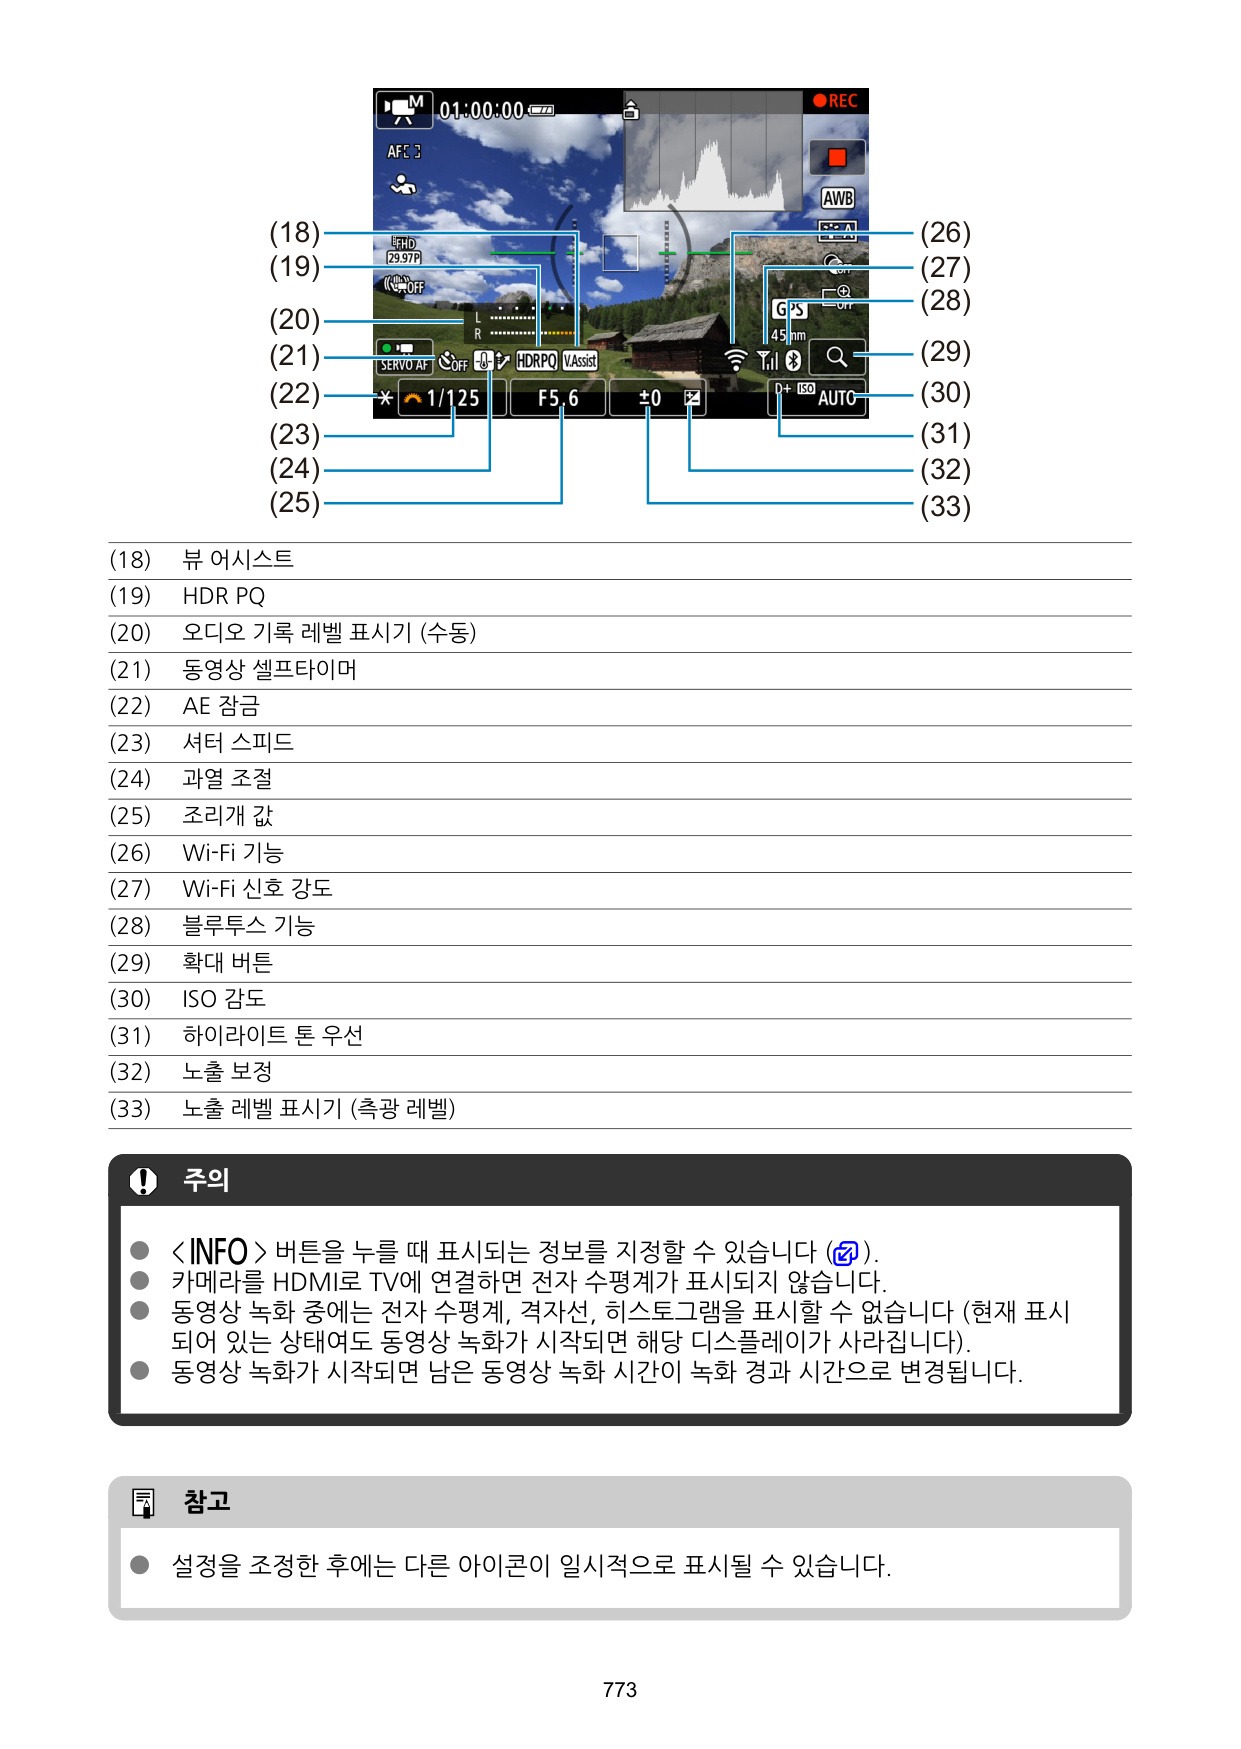 M 01:00:00 REC
AF
AWB
(18) (26)
FHD
29.97P
(19) (27)
OFF
OFF
(28)
GPS
(20) L
R
45mm
(21) SERVO AF OFF HDRPQ V.Assist (29)
(22) 1/125 F5.6 ±0 D+ ISO AUTO (30)
(23) (31)
(24) (32)
(25) (33)
(18) 뷰 어시스트
(19) HDR PQ
(20) 오디오 기록 레벨 표시기 (수동)
(21) 동영상 셀프타이머
(22) AE 잠금
(23) 셔터 스피드
(24) 과열 조절
(25) 조리개 값
(26) Wi-Fi 기능
(27) Wi-Fi 신호 강도
(28) 블루투스 기능
(29) 확대 버튼
(30) ISO 감도
(31) 하이라이트 톤 우선
(32) 노출 보정
(33) 노출 레벨 표시기 (측광 레벨)
주의
● <INFO> 버튼을 누를 때 표시되는 정보를 지정할 수 있습니다 ( ).
● 카메라를 HDMI로 TV에 연결하면 전자 수평계가 표시되지 않습니다.
● 동영상 녹화 중에는 전자 수평계, 격자선, 히스토그램을 표시할 수 없습니다 (현재 표시
되어 있는 상태여도 동영상 녹화가 시작되면 해당 디스플레이가 사라집니다).
● 동영상 녹화가 시작되면 남은 동영상 녹화 시간이 녹화 경과 시간으로 변경됩니다.
참고
● 설정을 조정한 후에는 다른 아이콘이 일시적으로 표시될 수 있습니다.
773